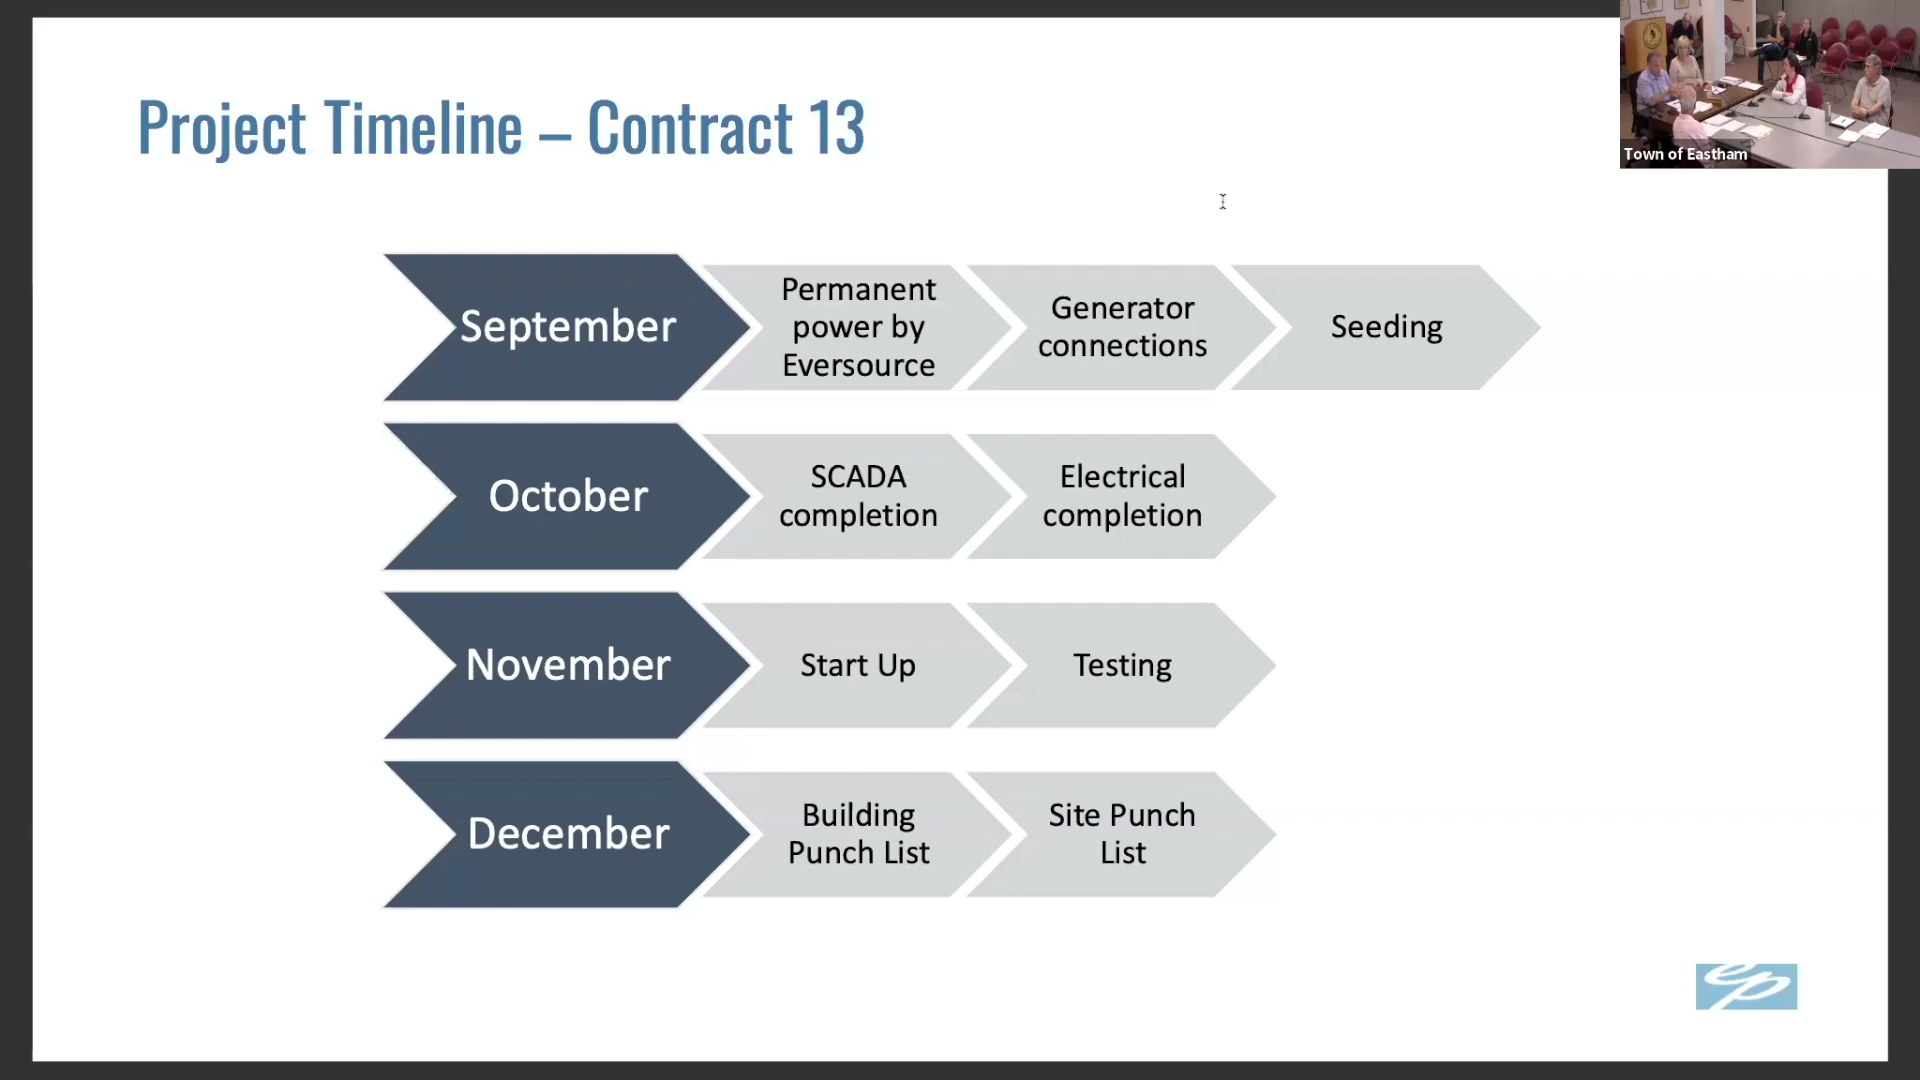 Project Timeline – Contract 13
Town of Eastham
September
Permanent
power by
Eversource
Generator
connections
Seeding
October
SCADA
completion
Electrical
completion
November
Start Up
Testing
December
Building
Punch List
Site Punch
List
ep